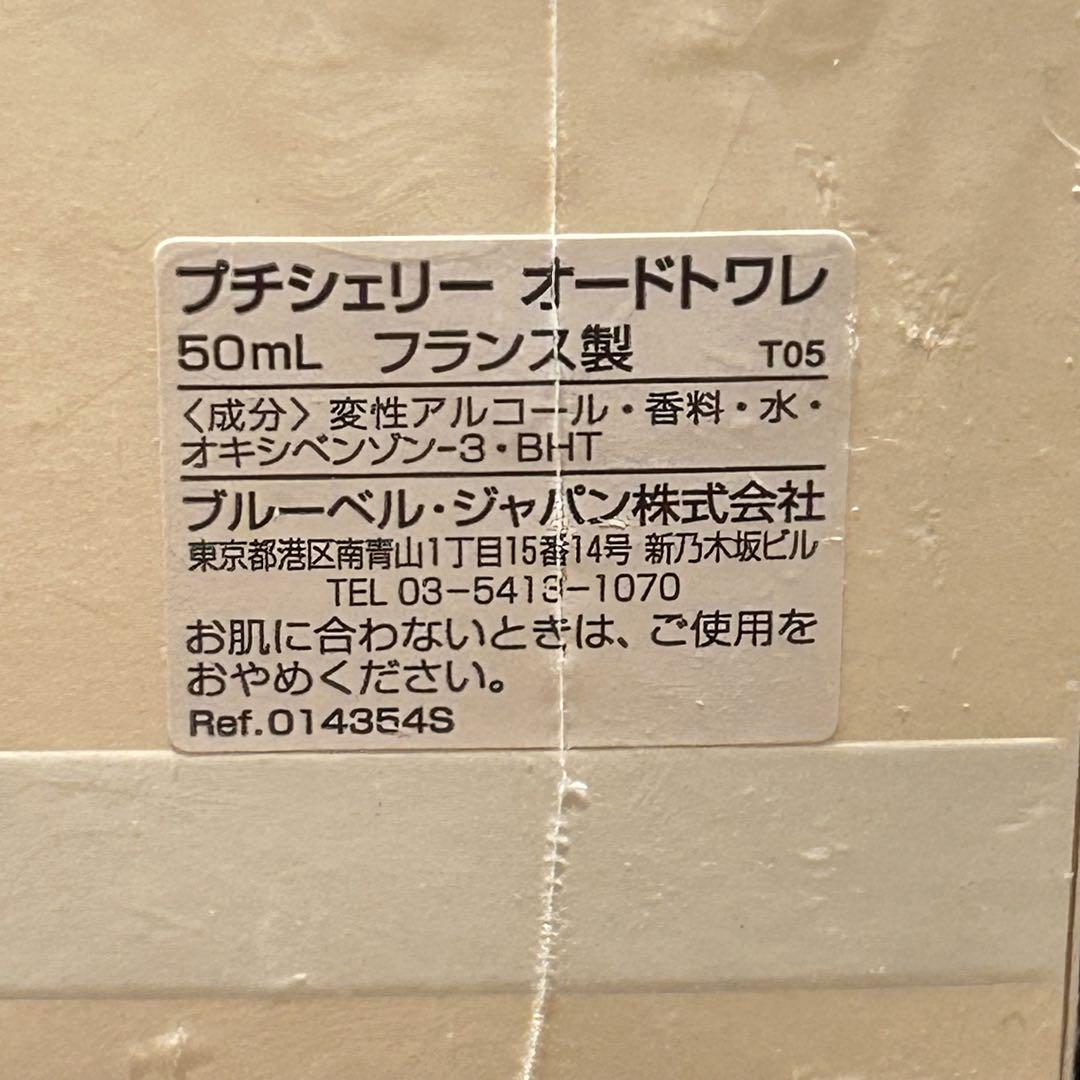 プチシェリー オードトワレ
50mL フランス製 T05
〈成分〉変性アルコール・香料・水・
オキシベンゾン-3・BHT
ブルーベル・ジャパン株式会社
東京都港区南青山1丁目15番14号 新乃木坂ビル
TEL 03-5413-1070
お肌に合わないときは、ご使用を
おやめください。
Ref.014354S